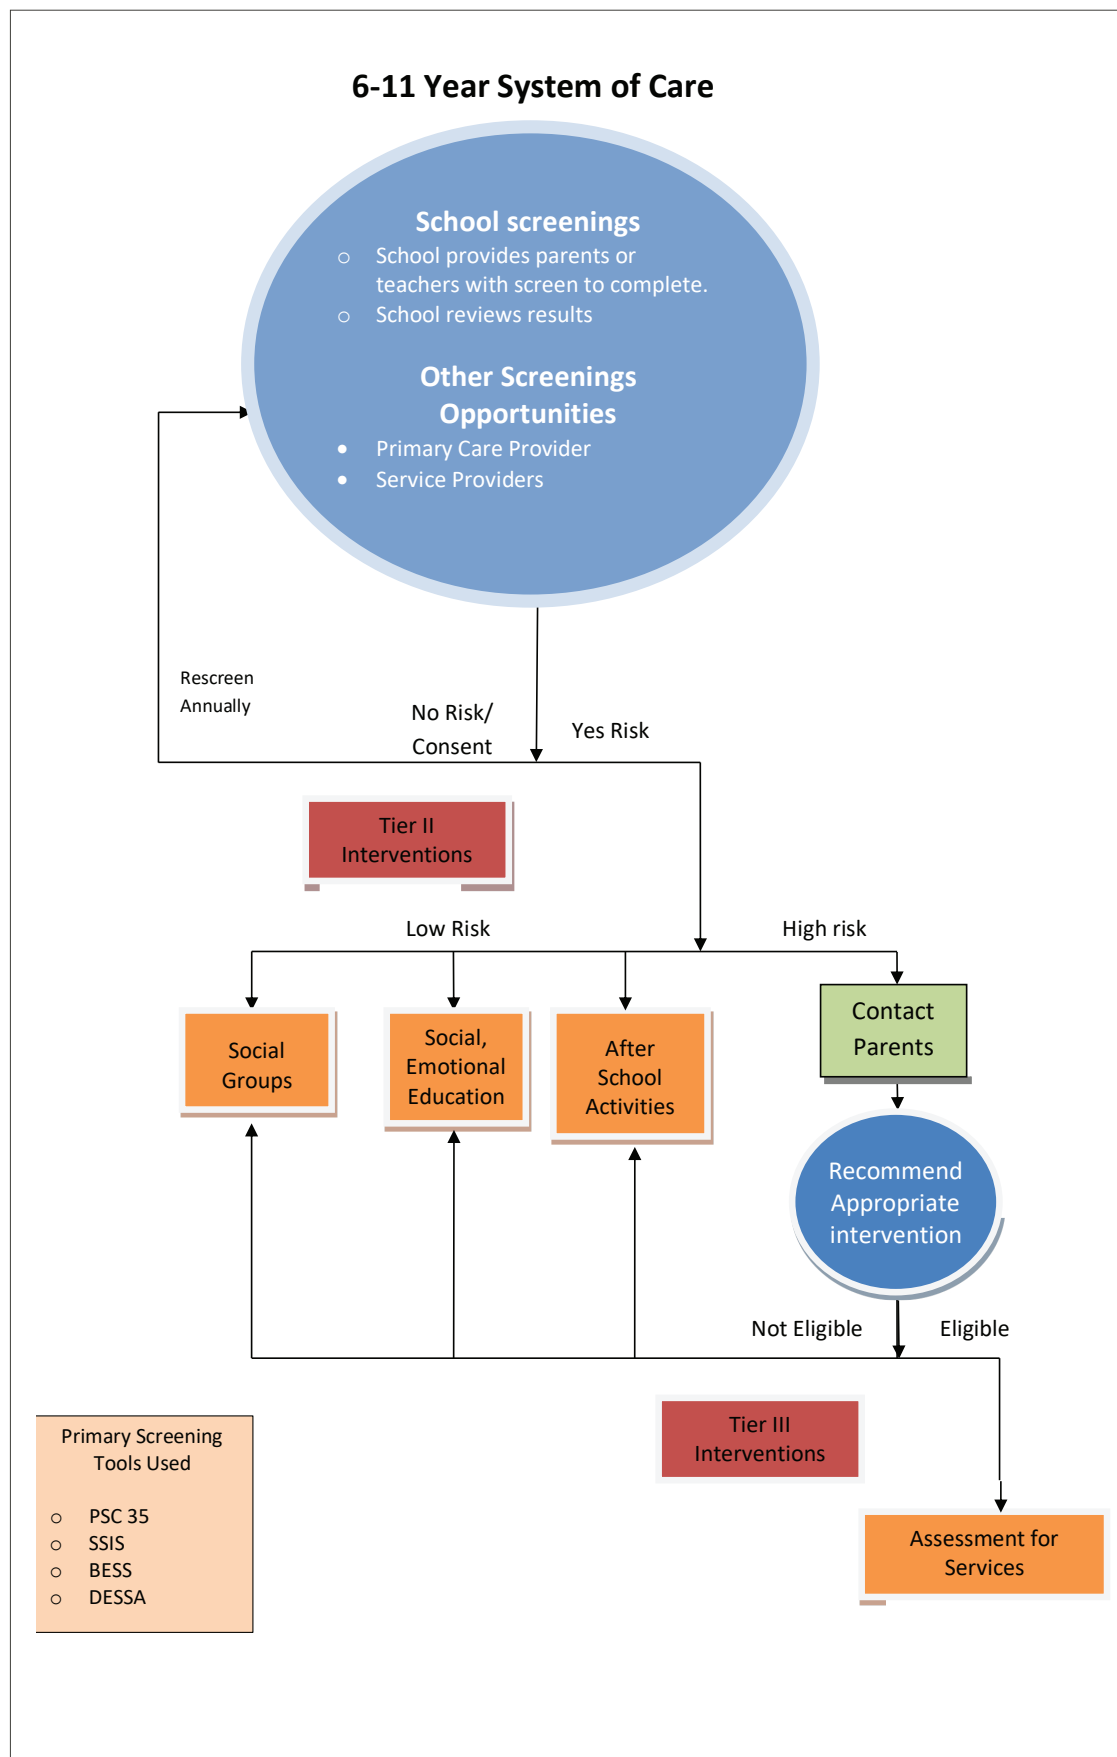 6-11 Year System of Care
School screenings
o School provides parents or
teachers with screen to complete.
o School reviews results
Other Screenings
Opportunities
• Primary Care Provider
• Service Providers
Rescreen
Annually
No Risk/
Consent
Yes Risk
Tier II
Interventions
Low Risk
High risk
Social
Groups
Social,
Emotional
Education
After
School
Activities
Contact
Parents
Recommend
Appropriate
intervention
Not Eligible
Eligible
Tier III
Interventions
Primary Screening
Tools Used
o PSC 35
o SSIS
o BESS
o DESSA
Assessment for
Services